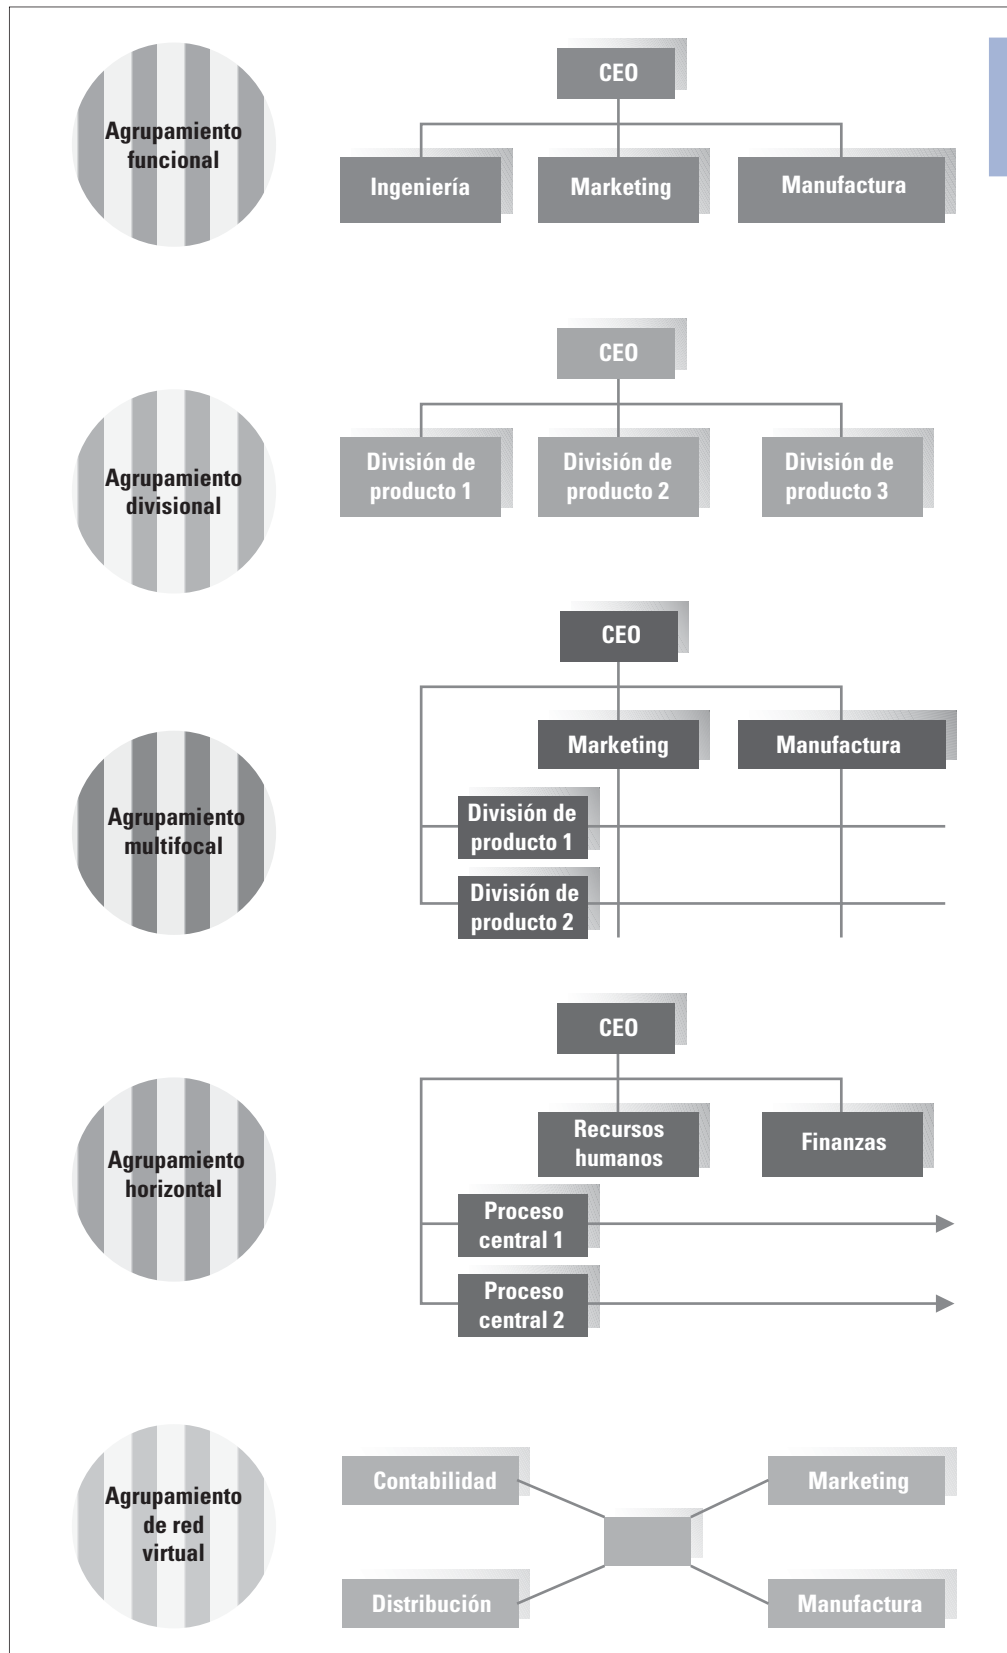 Agrupamiento
funcional
CEO
Ingeniería
Marketing
Manufactura
Agrupamiento
divisional
CEO
División de
producto 1
División de
producto 2
División de
producto 3
Agrupamiento
multifocal
CEO
Marketing
Manufactura
División de
producto 1
División de
producto 2
Agrupamiento
horizontal
CEO
Recursos
humanos
Finanzas
Proceso
central 1
Proceso
central 2
Agrupamiento
de red
virtual
Contabilidad
Marketing
Distribución
Manufactura